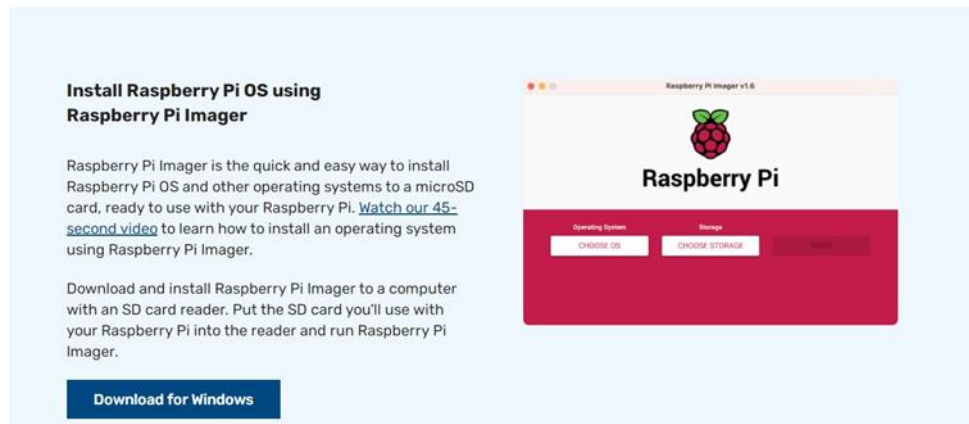 Install Raspberry Pi OS using
Raspberry Pi Imager
Raspberry Pi Imager is the quick and easy way to install
Raspberry Pi OS and other operating systems to a microSD
card, ready to use with your Raspberry Pi. Watch our 45-
second video to learn how to install an operating system
using Raspberry Pi Imager.
Download and install Raspberry Pi Imager to a computer
with an SD card reader. Put the SD card you'll use with
your Raspberry Pi into the reader and run Raspberry Pi
Imager.
Download for Windows
Raspberry Pi Imager v1.6
Raspberry Pi
Operating System
Storage
CHOOSE OS
CHOOSE STORAGE